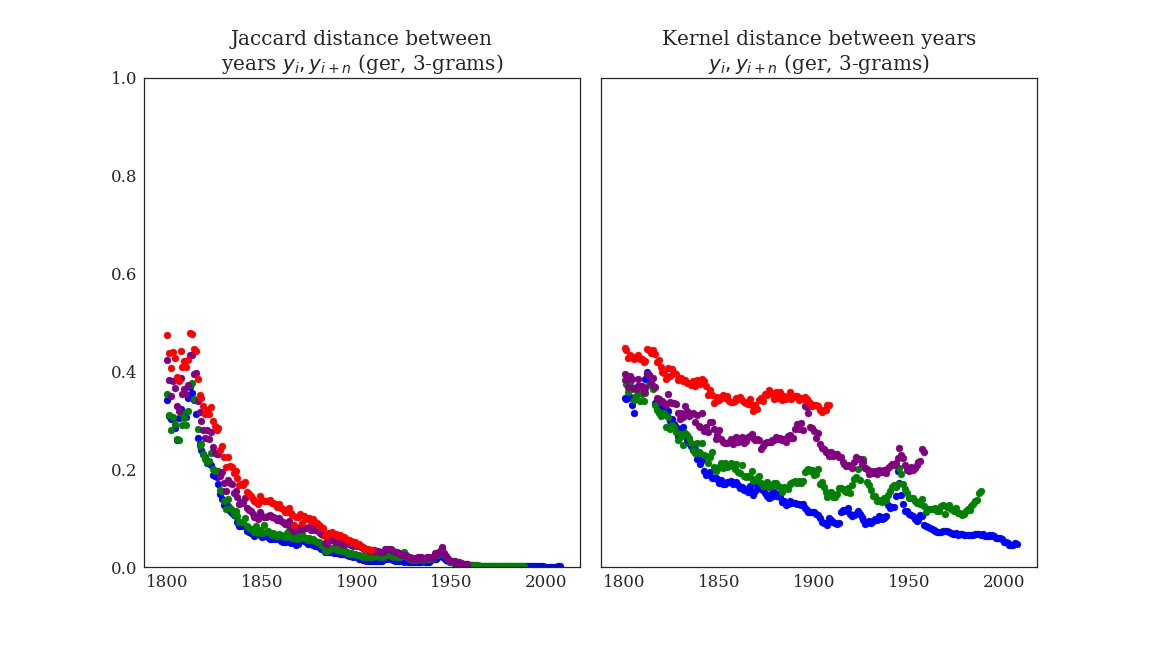 Jaccard distance between
years y_i, y_{i+n} (ger, 3-grams)
Kernel distance between years
y_i, y_{i+n} (ger, 3-grams)
1.0
0.8
0.6
0.4
0.2
0.0
1800 1850 1900 1950 2000
1800 1850 1900 1950 2000